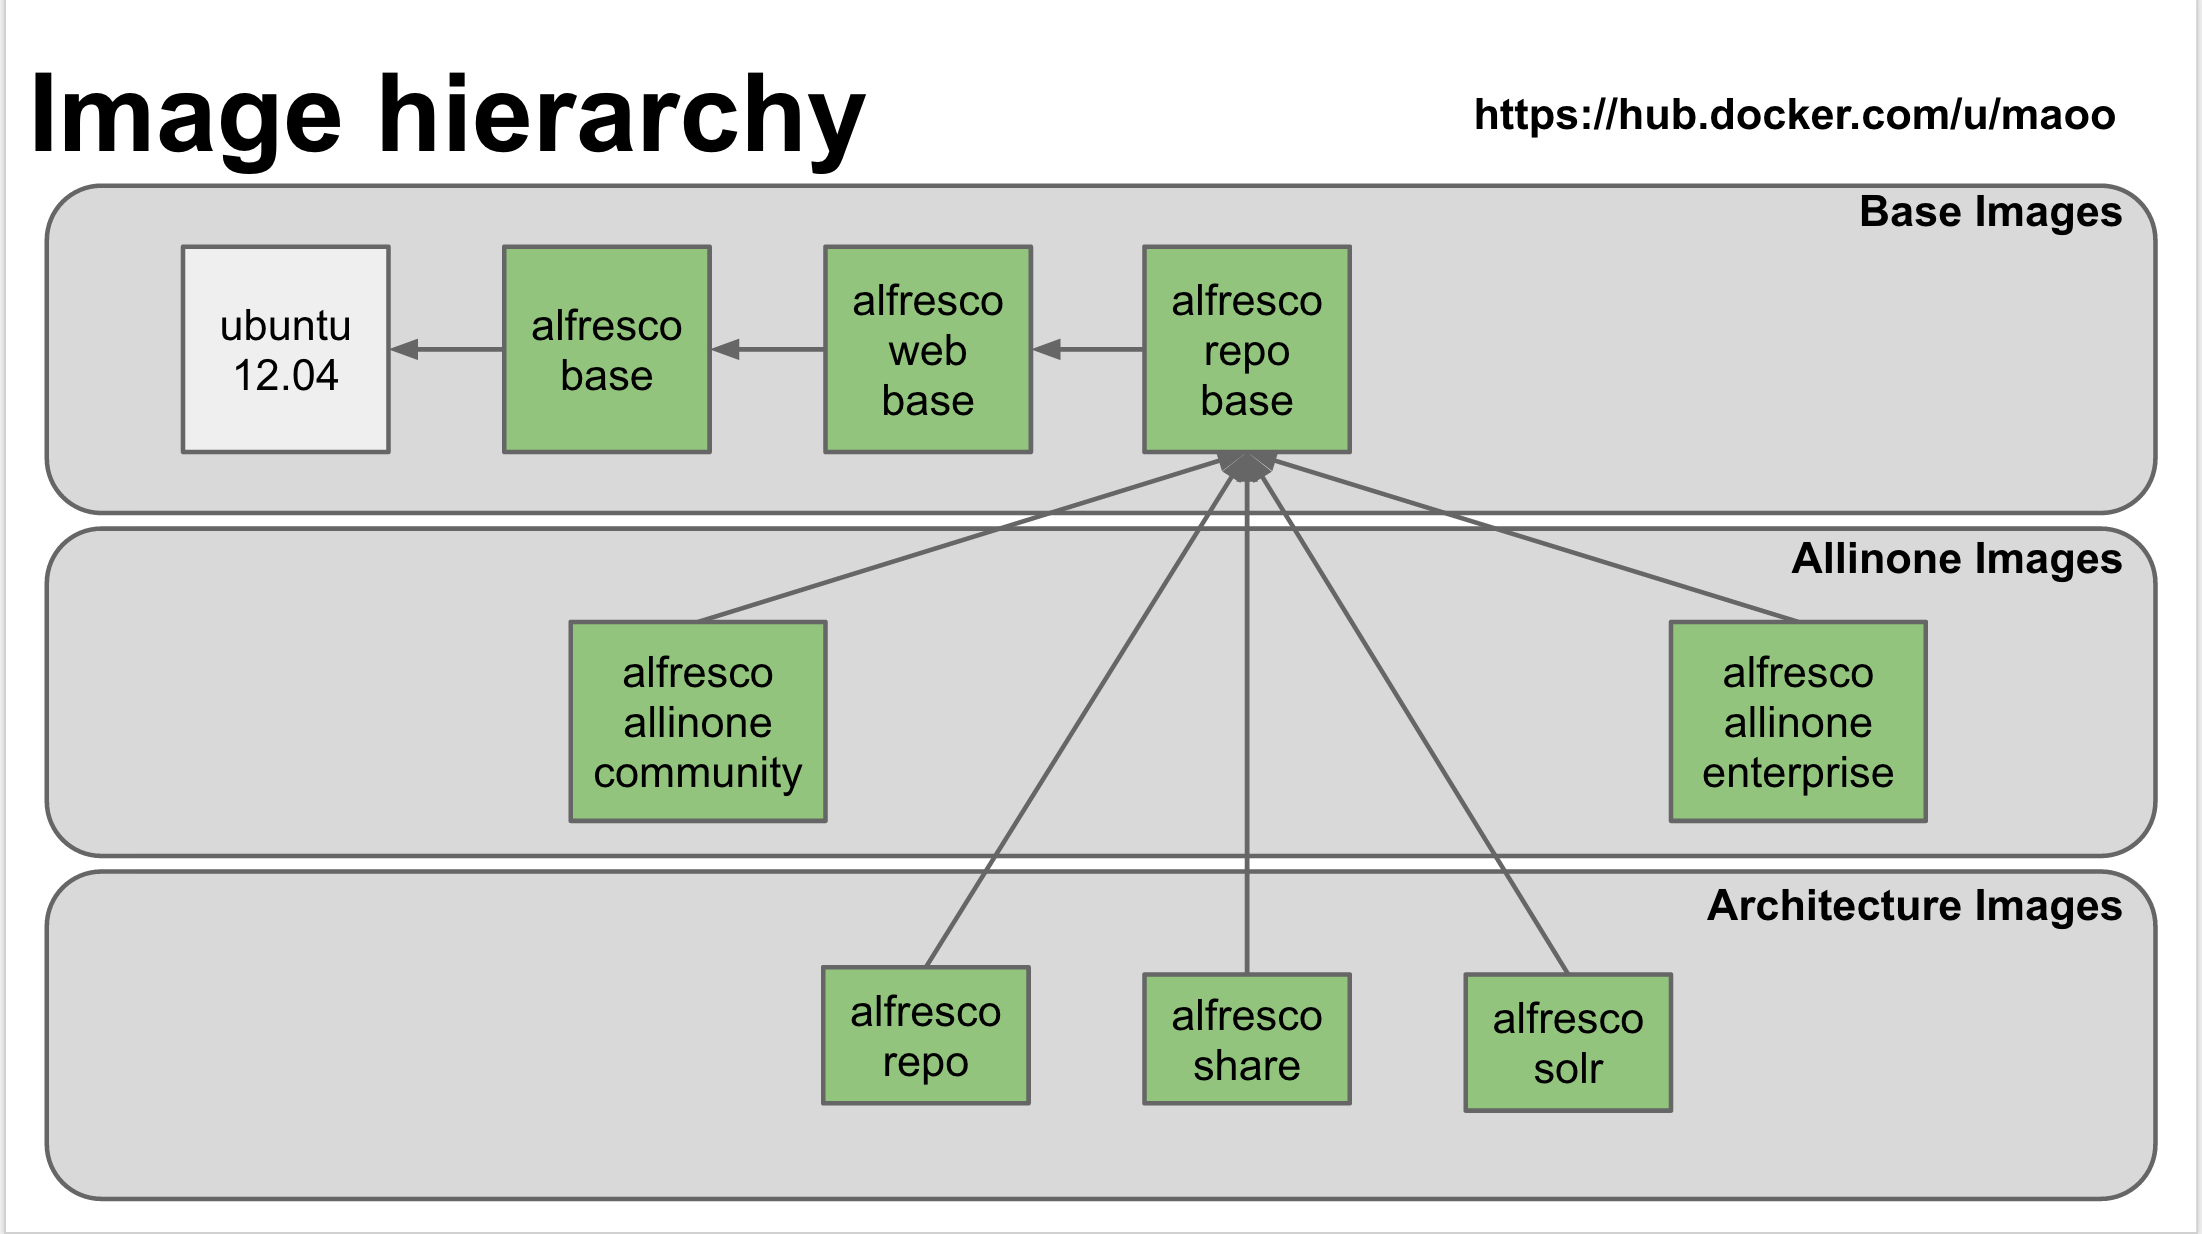 Image hierarchy
https://hub.docker.com/u/maoo
Base Images
ubuntu
12.04
alfresco
base
alfresco
web
base
alfresco
repo
base
Allinone Images
alfresco
allinone
community
alfresco
allinone
enterprise
Architecture Images
alfresco
repo
alfresco
share
alfresco
solr